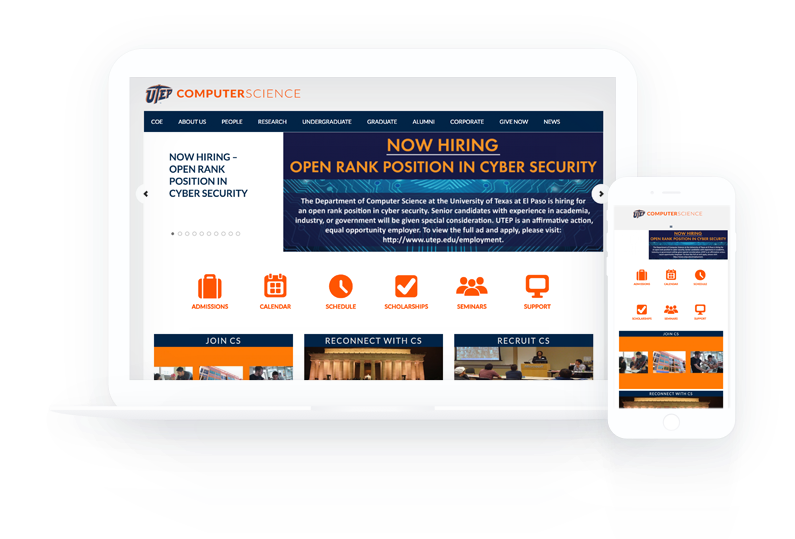 UTEP COMPUTERSCIENCE
COE ABOUT US PEOPLE RESEARCH UNDERGRADUATE GRADUATE ALUMNI CORPORATE GIVE NOW NEWS
NOW HIRING –
OPEN RANK
POSITION IN
CYBER SECURITY
NOW HIRING
OPEN RANK POSITION IN CYBER SECURITY
The Department of Computer Science at the University of Texas at El Paso is hiring for
an open rank position in cyber security. Senior candidates with experience in academia,
industry, or government will be given special consideration. UTEP is an affirmative action,
equal opportunity employer. To view the full ad and apply, please visit:
http://www.utep.edu/employment.
ADMISSIONS CALENDAR SCHEDULE SCHOLARSHIPS SEMINARS SUPPORT
JOIN CS RECONNECT WITH CS RECRUIT CS
UTEP COMPUTERSCIENCE
NOW HIRING
OPEN RANK POSITION IN CYBER SECURITY
ADMISSIONS CALENDAR SCHEDULE
SCHOLARSHIPS SEMINARS SUPPORT
JOIN CS
RECONNECT WITH CS